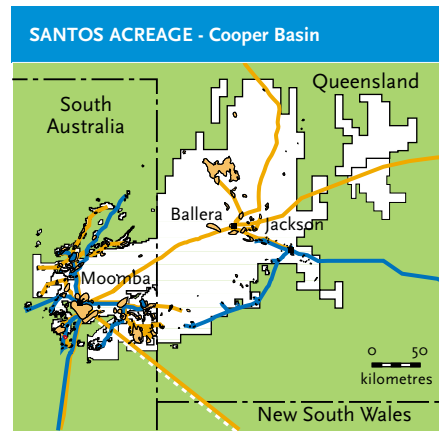 SANTOS ACREAGE - Cooper Basin
Queensland
South
Australia
Ballera
Jackson
Moomba
0 50
kilometres
New South Wales